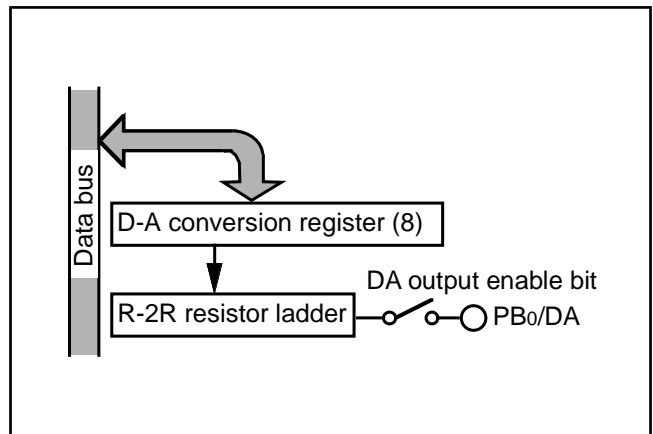 Data bus
D-A conversion register (8)
DA output enable bit
R-2R resistor ladder
PB0/DA